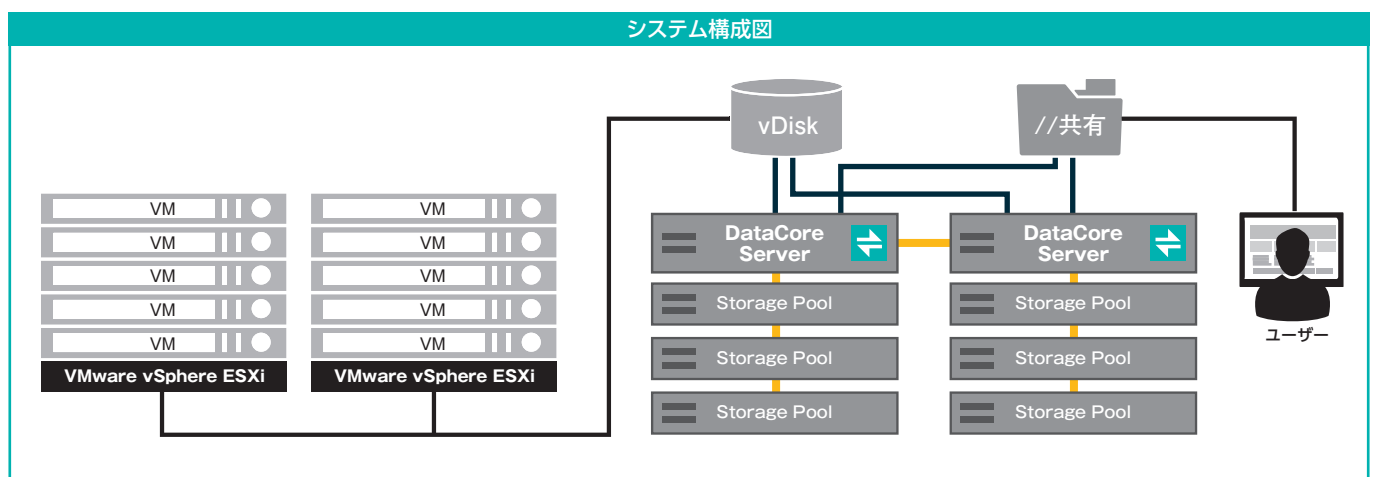 システム構成図
vDisk
//共有
VM
VM
VM
VM
VM
VMware vSphere ESXi
VM
VM
VM
VM
VM
VMware vSphere ESXi
DataCore
Server
Storage Pool
Storage Pool
Storage Pool
DataCore
Server
Storage Pool
Storage Pool
Storage Pool
ユーザー